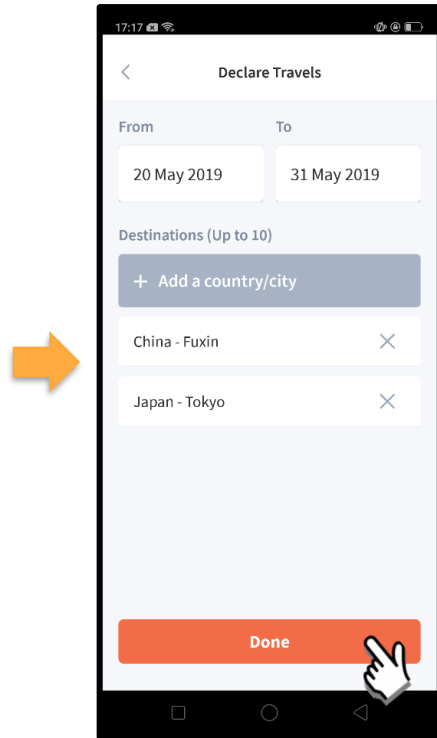 17:17
Declare Travels
From To
20 May 2019 31 May 2019
Destinations (Up to 10)
+ Add a country/city
China - Fuxin
Japan - Tokyo
Done